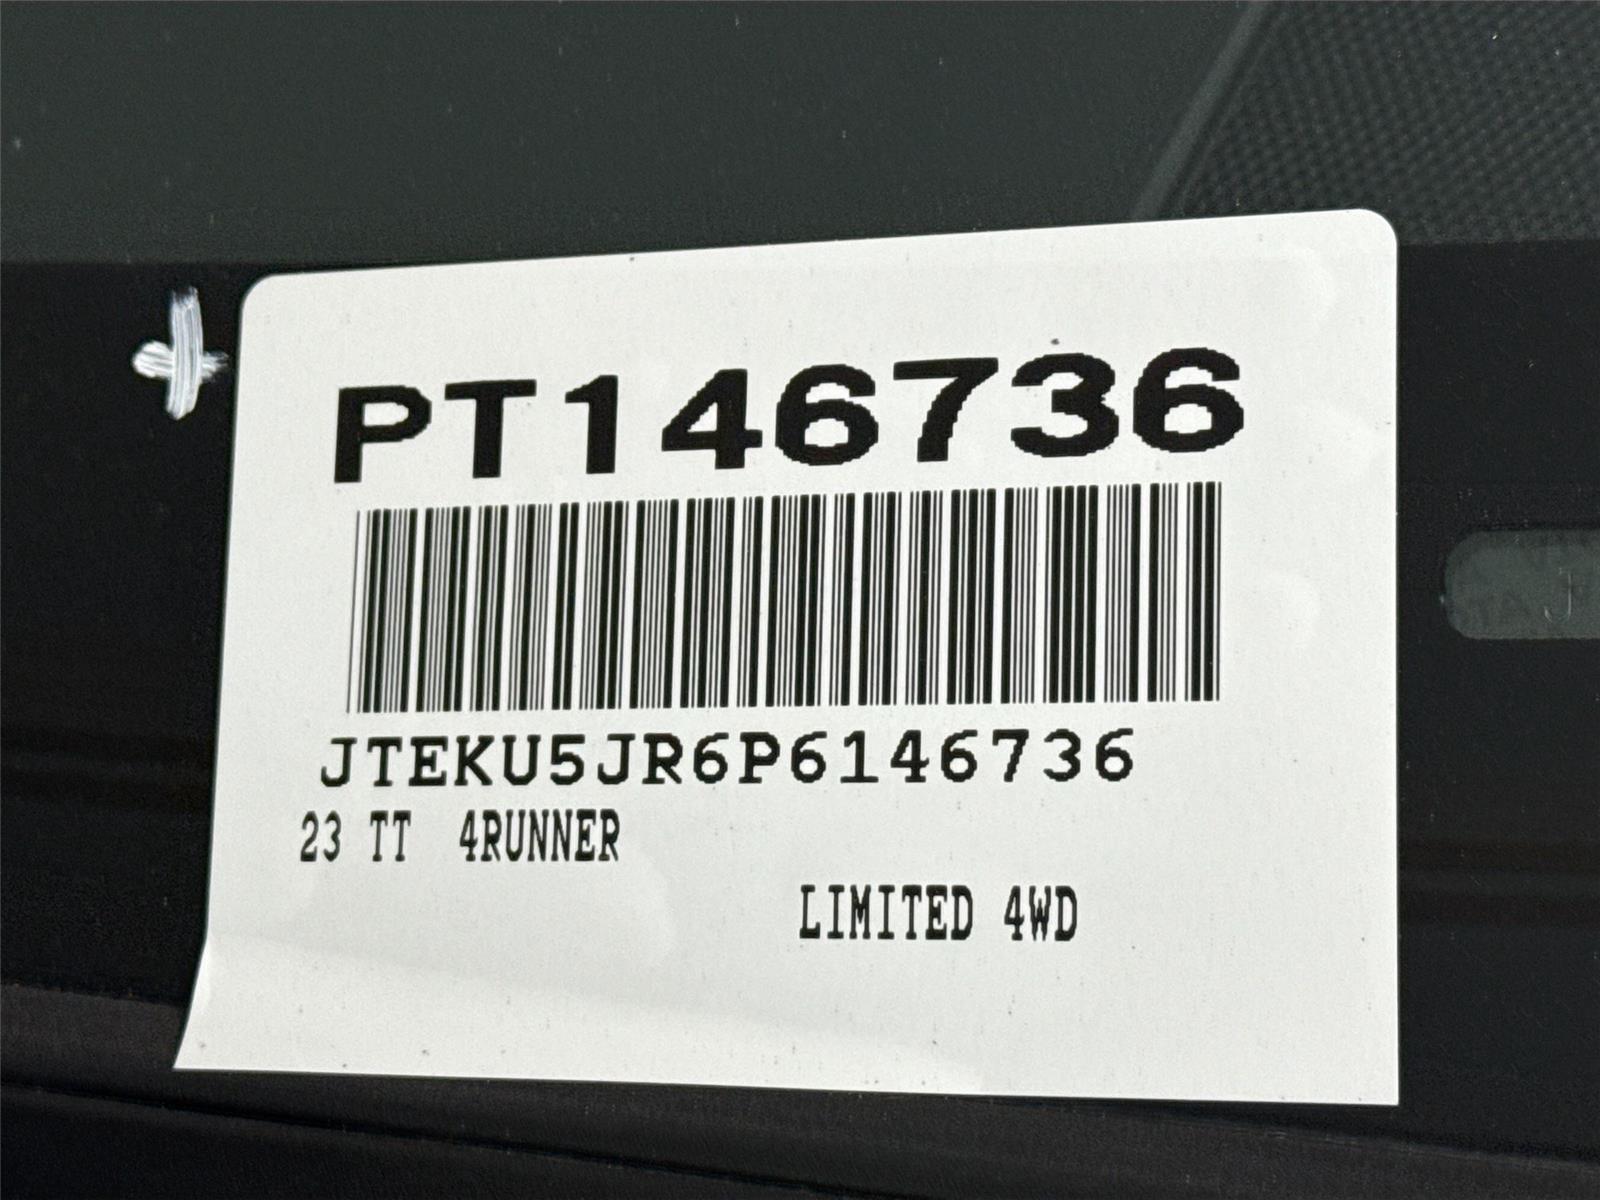 PT146736
JTEKU5JR6P6146736
23 TT 4RUNNER
LIMITED 4WD